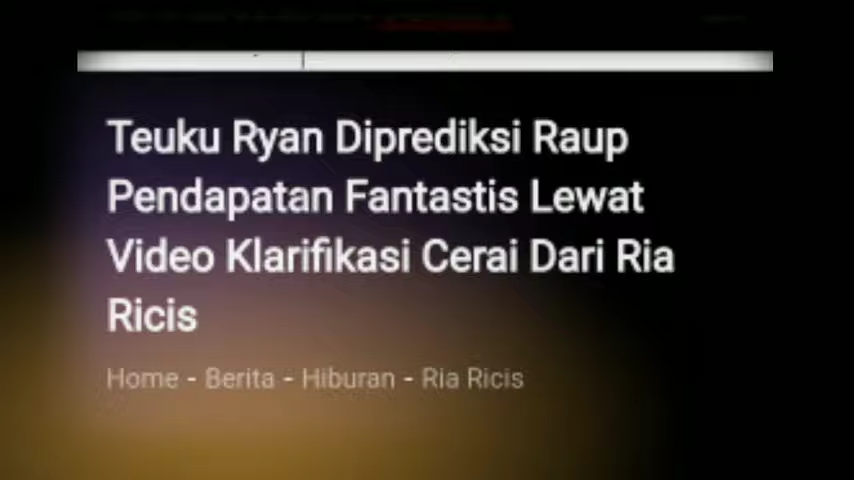 Teuku Ryan Diprediksi Raup
Pendapatan Fantastis Lewat
Video Klarifikasi Cerai Dari Ria
Ricis
Home - Berita - Hiburan - Ria Ricis